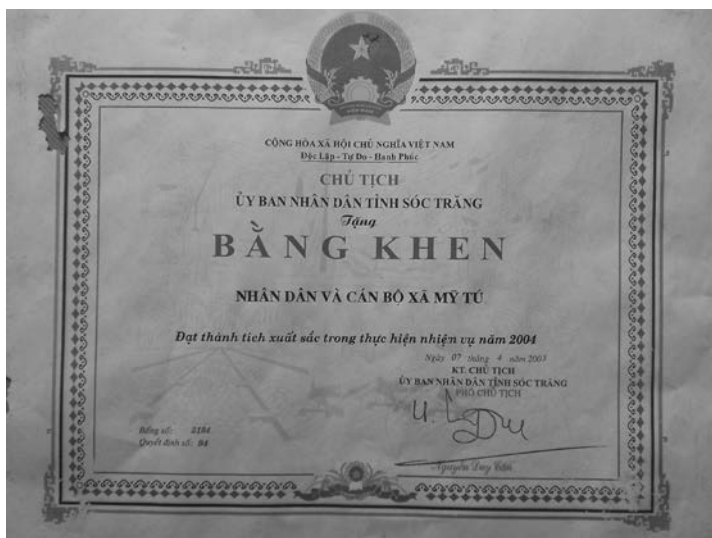 CỘNG HÒA XÃ HỘI CHỦ NGHĨA VIỆT NAM
Độc Lập - Tự Do - Hạnh Phúc
CHỦ TỊCH
ỦY BAN NHÂN DÂN TỈNH SÓC TRĂNG
Tặng
BẰNG KHEN
NHÂN DÂN VÀ CÁN BỘ XÃ MỸ TÚ
Đạt thành tích xuất sắc trong thực hiện nhiệm vụ năm 2004
Ngày 07 tháng 4 năm
KT. CHỦ TỊCH
ỦY BAN NHÂN DÂN TỈNH SÓC TRĂNG
PHÓ CHỦ TỊCH
Bằng số:
Quyết định số: 94
Nguyễn Duy